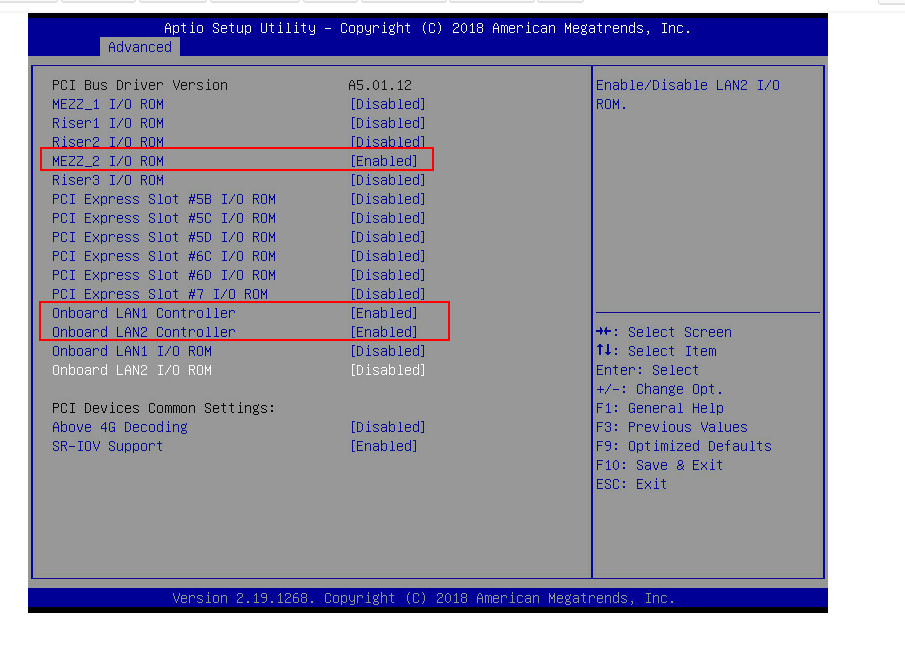 Aptio Setup Utility – Copyright (C) 2018 American Megatrends, Inc.
Advanced
PCI Bus Driver Version A5.01.12
MEZZ_1 I/O ROM [Disabled]
Riser1 I/O ROM [Disabled]
Riser2 I/O ROM [Disabled]
MEZZ_2 I/O ROM [Enabled]
Riser3 I/O ROM [Disabled]
PCI Express Slot #5B I/O ROM [Disabled]
PCI Express Slot #5C I/O ROM [Disabled]
PCI Express Slot #5D I/O ROM [Disabled]
PCI Express Slot #6C I/O ROM [Disabled]
PCI Express Slot #6D I/O ROM [Disabled]
PCI Express Slot #7 I/O ROM [Disabled]
Onboard LAN1 Controller [Enabled]
Onboard LAN2 Controller [Enabled]
Onboard LAN1 I/O ROM [Disabled]
Onboard LAN2 I/O ROM [Disabled]
PCI Devices Common Settings:
Above 4G Decoding [Disabled]
SR-IOV Support [Enabled]
Enable/Disable LAN2 I/O
ROM.
→←: Select Screen
↑↓: Select Item
Enter: Select
+/-: Change Opt.
F1: General Help
F3: Previous Values
F9: Optimized Defaults
F10: Save & Exit
ESC: Exit
Version 2.19.1268. Copyright (C) 2018 American Megatrends, Inc.